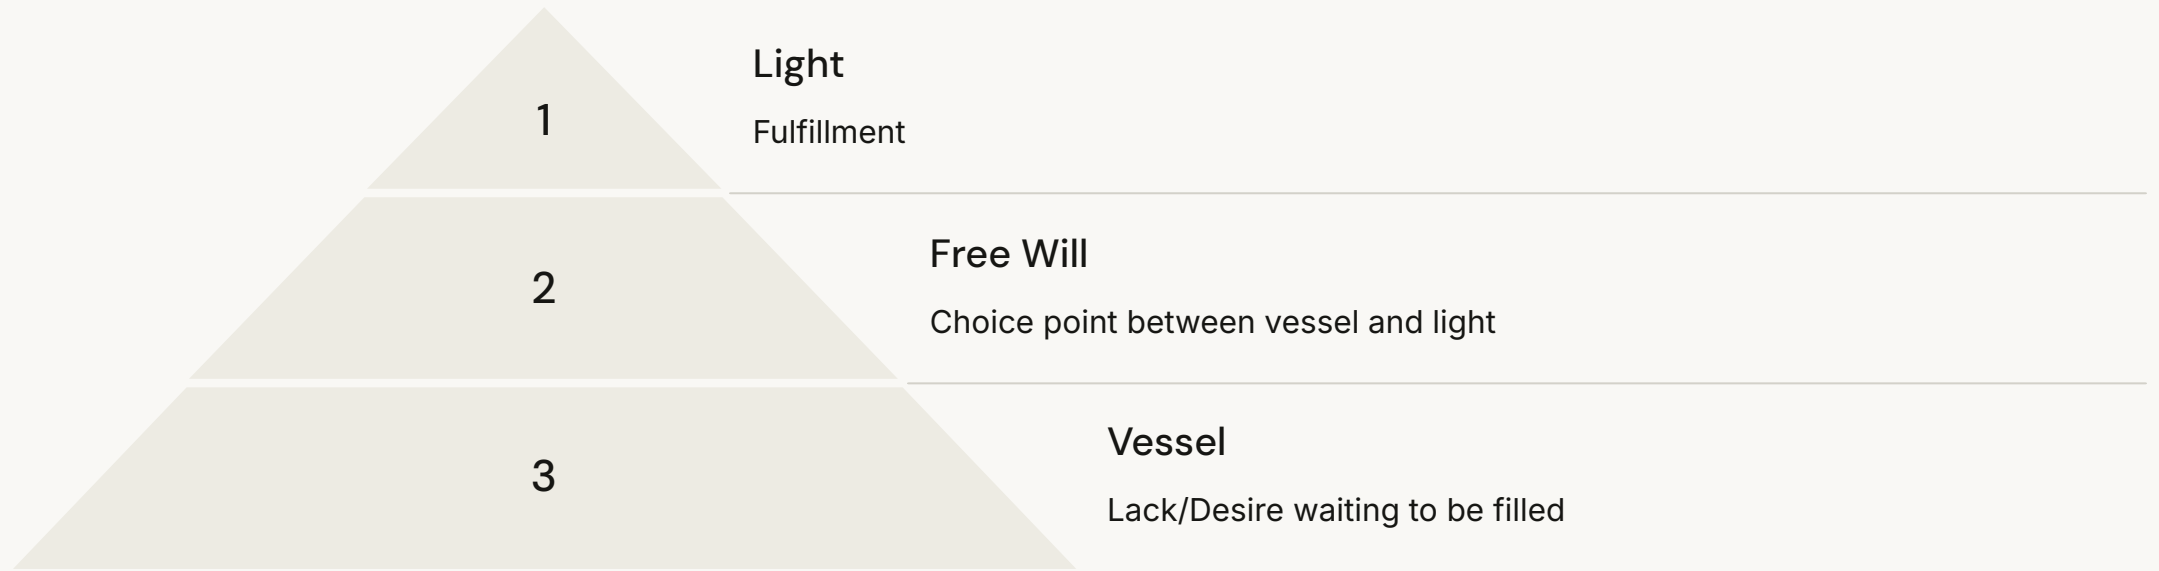 Light
1
Fulfillment
Free Will
2
Choice point between vessel and light
Vessel
3
Lack/Desire waiting to be filled